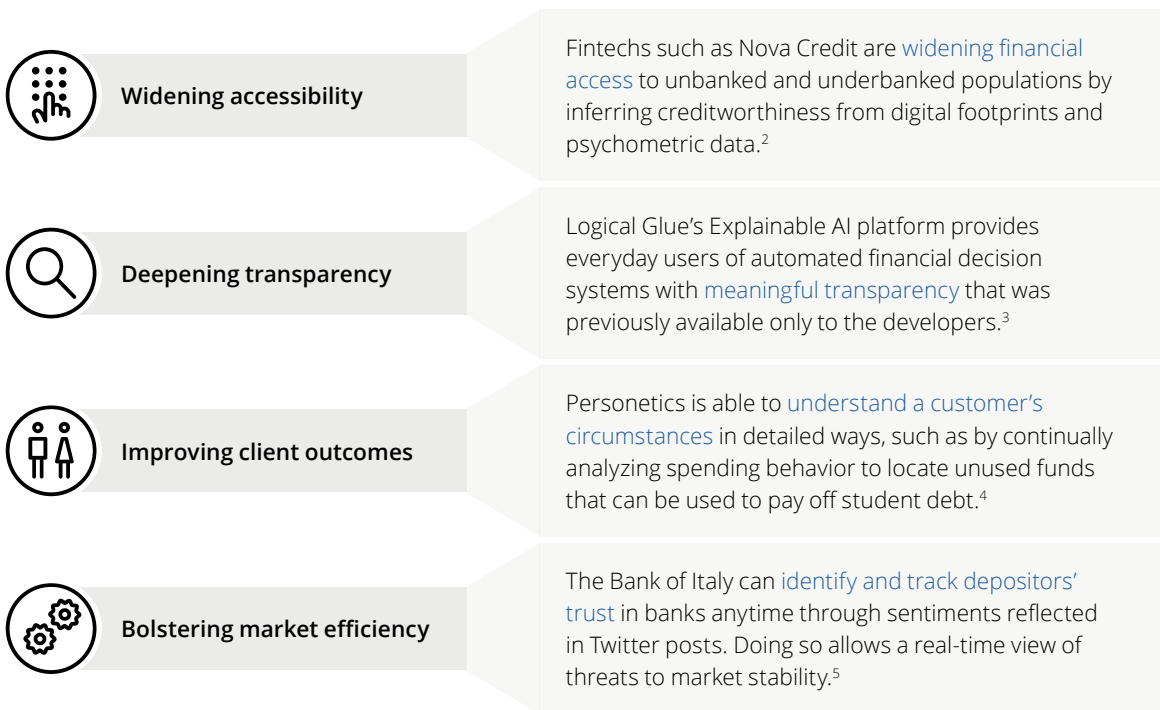 Widening accessibility
Fintechs such as Nova Credit are widening financial
access to unbanked and underbanked populations by
inferring creditworthiness from digital footprints and
psychometric data.2
Deepening transparency
Logical Glue’s Explainable AI platform provides
everyday users of automated financial decision
systems with meaningful transparency that was
previously available only to the developers.3
Improving client outcomes
Personetics is able to understand a customer’s
circumstances in detailed ways, such as by continually
analyzing spending behavior to locate unused funds
that can be used to pay off student debt.4
Bolstering market efficiency
The Bank of Italy can identify and track depositors’
trust in banks anytime through sentiments reflected
in Twitter posts. Doing so allows a real-time view of
threats to market stability.5